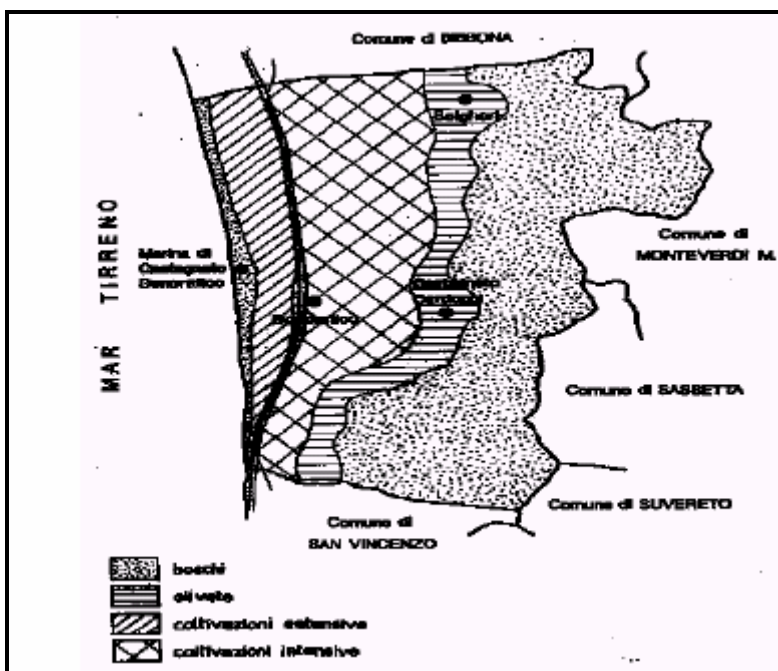 Comune di BIBBONA
Bolgheri
MAR TIRRENO
Comune di
MONTEVERDI M.
Marina di
Castagneto
Donoratico
Castagneto
Carducci
Donoratico
Comune di SASSETTA
Comune di SUVERETO
Comune di
SAN VINCENZO
boschi
oliveto
coltivazioni estensive
coltivazioni intensive